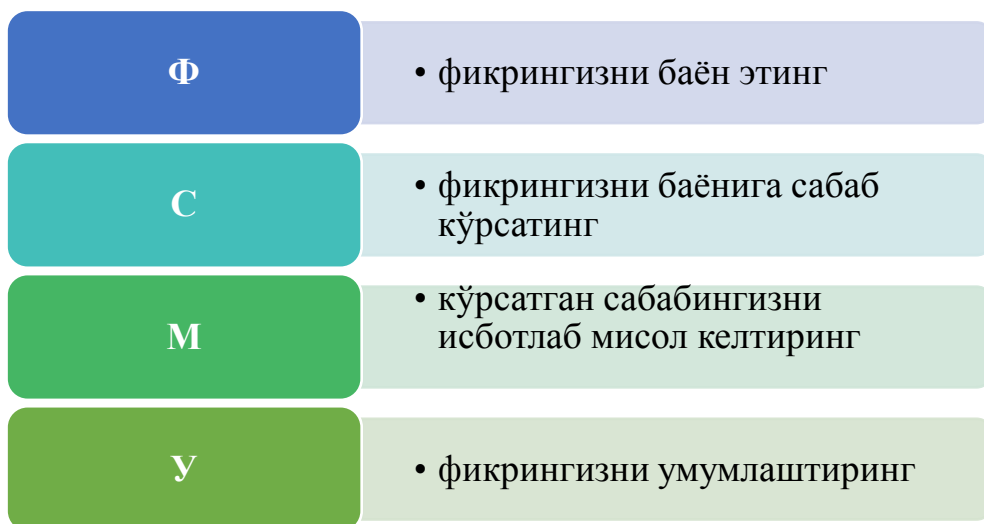 Ф
• фикрингизни баён этинг
С
• фикрингизни баёнига сабаб
кўрсатинг
М
• кўрсатган сабабингизни
исботлаб мисол келтиринг
У
• фикрингизни умумлаштиринг